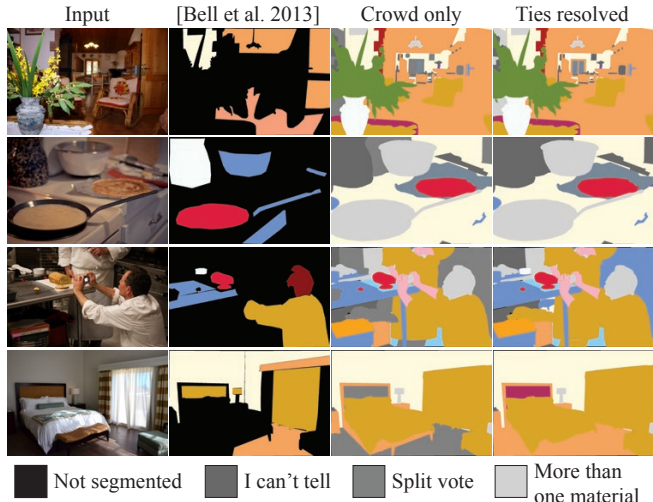 Input [Bell et al. 2013] Crowd only Ties resolved
Not segmented I can't tell Split vote More than
one material